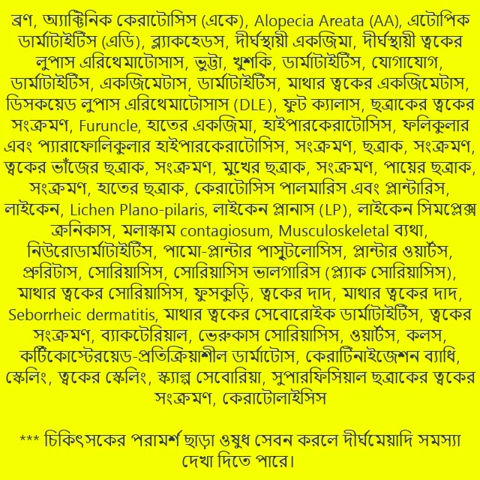 ব্রণ, অ্যাক্টিনিক কেরাটোসিস (একে), Alopecia Areata (AA), এটোপিক
ডার্মাটাইটিস (এডি), ব্ল্যাকহেডস, দীর্ঘস্থায়ী একজিমা, দীর্ঘস্থায়ী ত্বকের
লুপাস এরিথেমাটোসাস, ভুট্টা, খুশকি, ডার্মাটাইটিস, যোগাযোগ,
ডার্মাটাইটিস, একজিমেটাস, ডার্মাটাইটিস, মাথার ত্বকের একজিমেটাস,
ডিসকয়েড লুপাস এরিথেমাটোসাস (DLE), ফুট ক্যালাস, ছত্রাকের ত্বকের
সংক্রমণ, Furuncle, হাতের একজিমা, হাইপারকেরাটোসিস, ফলিকুলার
এবং প্যারাফোলিকুলার হাইপারকেরাটোসিস, সংক্রমণ, ছত্রাক, সংক্রমণ,
ত্বকের ভাঁজের ছত্রাক, সংক্রমণ, মুখের ছত্রাক, সংক্রমণ, পায়ের ছত্রাক,
সংক্রমণ, হাতের ছত্রাক, কেরাটোসিস পালমারিস এবং প্লান্টারিস,
লাইকেন, Lichen Plano-pilaris, লাইকেন প্লানাস (LP), লাইকেন সিমপ্লেক্স
ক্রনিকাস, মলাস্কাম contagiosum, Musculoskeletal ব্যথা,
নিউরোডার্মাটাইটিস, পামো-প্লান্টার পাসুটলোসিস, প্লান্টার ওয়ার্টস,
প্রুরিটাস, সোরিয়াসিস, সোরিয়াসিস ভালগারিস (প্ল্যাক সোরিয়াসিস),
মাথার ত্বকের সোরিয়াসিস, ফুসকুড়ি, ত্বকের দাদ, মাথার ত্বকের দাদ,
Seborrheic dermatitis, মাথার ত্বকের সেবোরেইক ডার্মাটাইটিস, ত্বকের
সংক্রমণ, ব্যাকটেরিয়াল, ভেরুকাস সোরিয়াসিস, ওয়ার্টস, কলস,
কর্টিকোস্টেরয়েড-প্রতিক্রিয়াশীল ডার্মাটোস, কেরাটিনাইজেশন ব্যাধি,
স্কেলিং, ত্বকের স্কেলিং, স্ক্যাল্প সেবোরিয়া, সুপারফিসিয়াল ছত্রাকের ত্বকের
সংক্রমণ, কেরাটোলাইসিস
*** চিকিৎসকের পরামর্শ ছাড়া ওষুধ সেবন করলে দীর্ঘমেয়াদি সমস্যা
দেখা দিতে পারে।